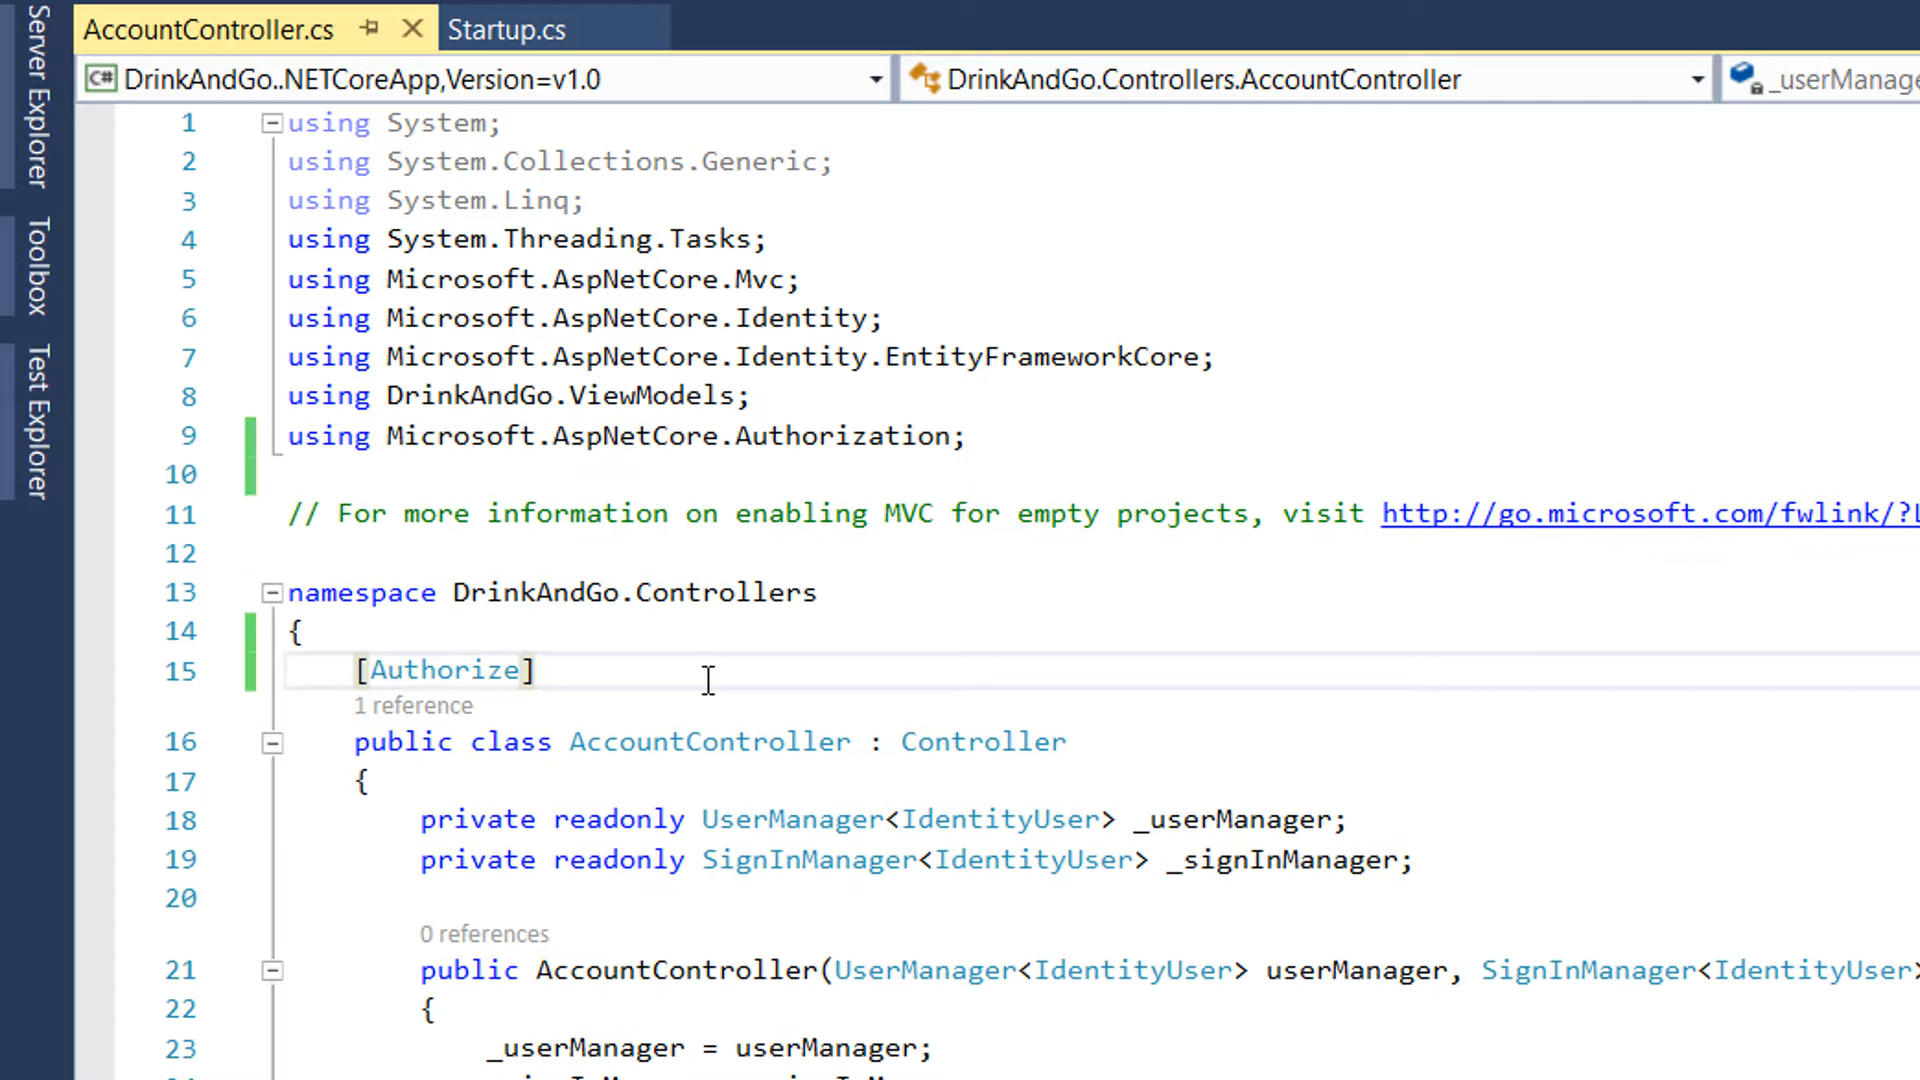 AccountController.cs
Startup.cs
Server Explorer
Toolbox
Test Explorer
C# DrinkAndGo..NETCoreApp,Version=v1.0
DrinkAndGo.Controllers.AccountController
_userManage
1 using System;
2 using System.Collections.Generic;
3 using System.Linq;
4 using System.Threading.Tasks;
5 using Microsoft.AspNetCore.Mvc;
6 using Microsoft.AspNetCore.Identity;
7 using Microsoft.AspNetCore.Identity.EntityFrameworkCore;
8 using DrinkAndGo.ViewModels;
9 using Microsoft.AspNetCore.Authorization;
10
11 // For more information on enabling MVC for empty projects, visit http://go.microsoft.com/fwlink/?L
12
13 namespace DrinkAndGo.Controllers
14 {
15 [Authorize]
1 reference
16 public class AccountController : Controller
17 {
18 private readonly UserManager<IdentityUser> _userManager;
19 private readonly SignInManager<IdentityUser> _signInManager;
20
0 references
21 public AccountController(UserManager<IdentityUser> userManager, SignInManager<IdentityUser>
22 {
23 _userManager = userManager;